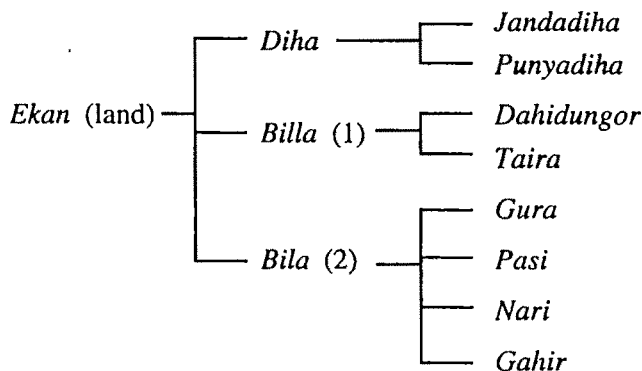 Jandadiha
Diha
Punyadiha
Ekan (land)
Dahidungor
Billa (1)
Taira
Gura
Bila (2)
Pasi
Nari
Gahir